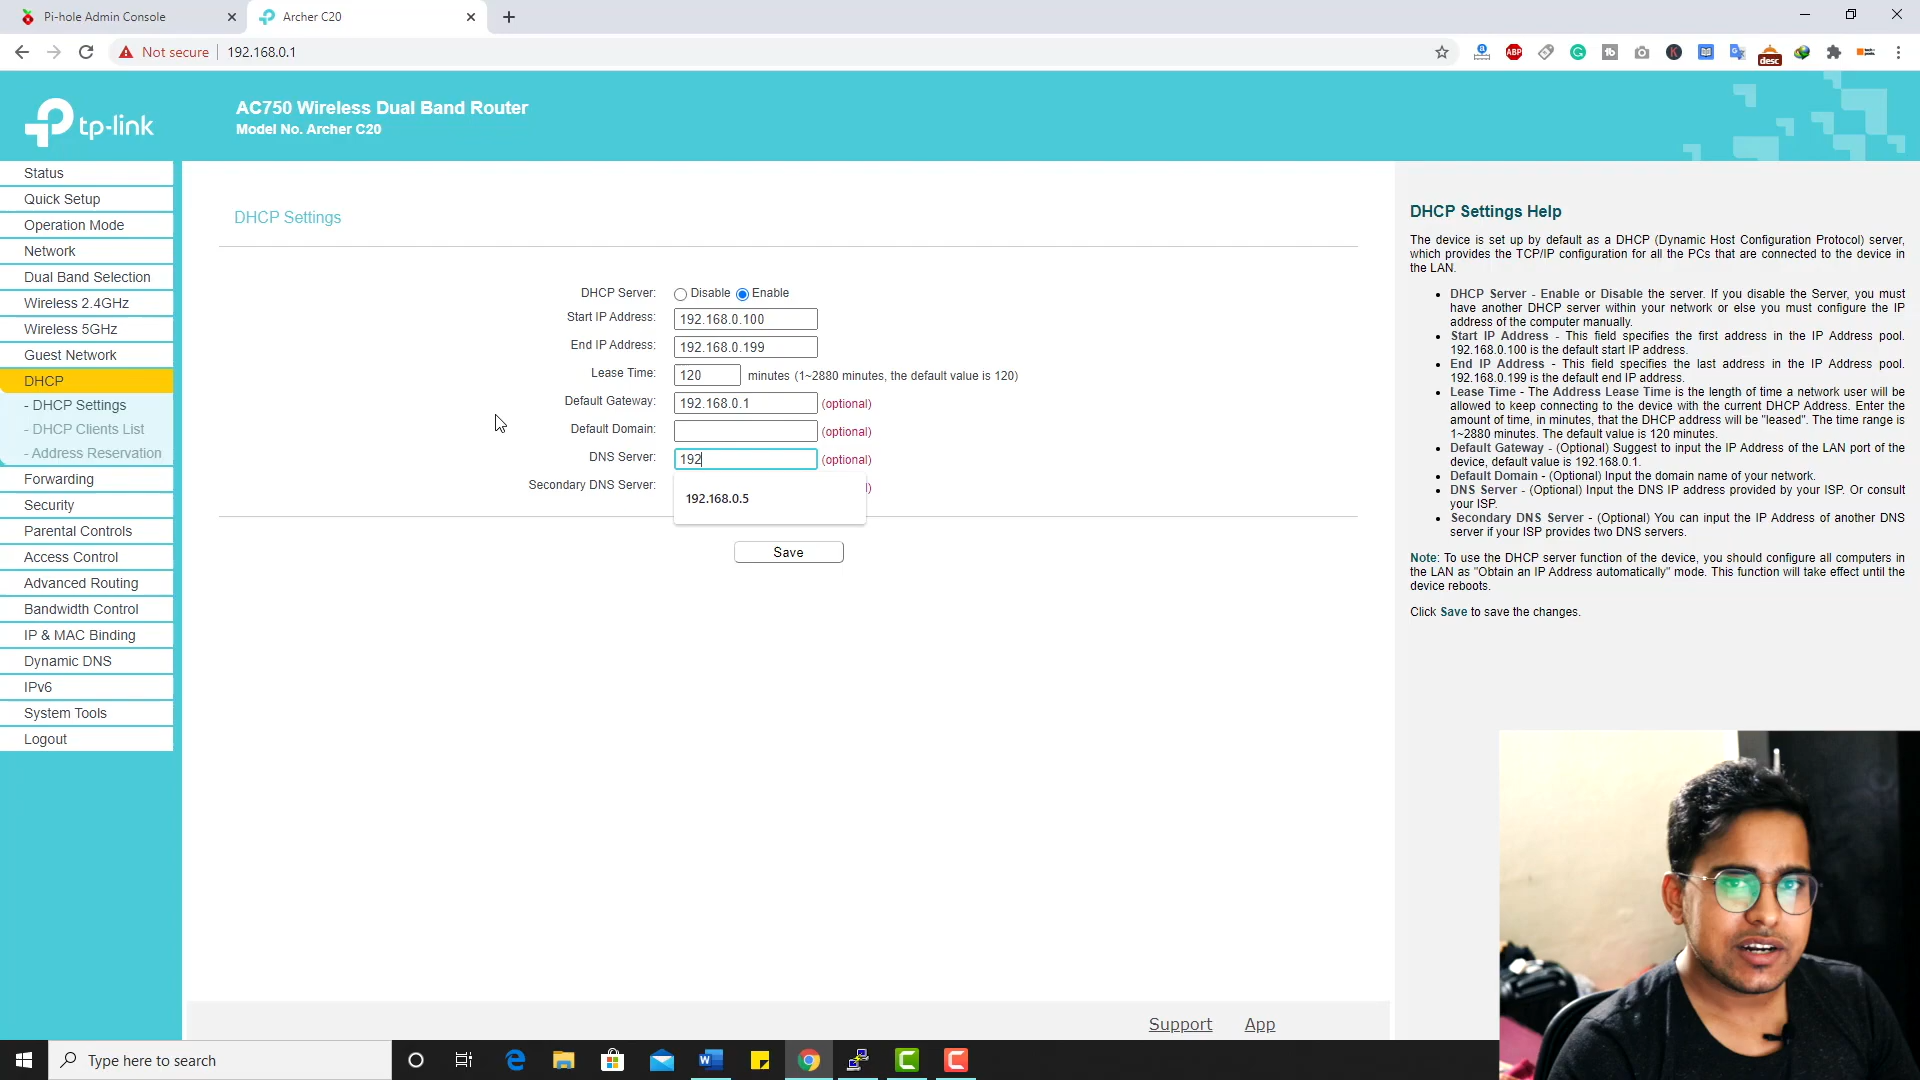 Pi-hole Admin Console
Archer C20
Not secure
192.168.0.1
ABP
desc
tp-link
AC750 Wireless Dual Band Router
Model No. Archer C20
Status
Quick Setup
Operation Mode
Network
Dual Band Selection
Wireless 2.4GHz
Wireless 5GHz
Guest Network
DHCP
- DHCP Settings
- DHCP Clients List
- Address Reservation
Forwarding
Security
Parental Controls
Access Control
Advanced Routing
Bandwidth Control
IP & MAC Binding
Dynamic DNS
IPv6
System Tools
Logout
DHCP Settings
DHCP Server: Disable Enable
Start IP Address: 192.168.0.100
End IP Address: 192.168.0.199
Lease Time: 120 minutes (1~2880 minutes, the default value is 120)
Default Gateway: 192.168.0.1 (optional)
Default Domain: (optional)
DNS Server: 192 (optional)
Secondary DNS Server: l)
192.168.0.5
Save
DHCP Settings Help
The device is set up by default as a DHCP (Dynamic Host Configuration Protocol) server,
which provides the TCP/IP configuration for all the PCs that are connected to the device in
the LAN.
DHCP Server - Enable or Disable the server. If you disable the Server, you must
have another DHCP server within your network or else you must configure the IP
address of the computer manually.
Start IP Address - This field specifies the first address in the IP Address pool.
192.168.0.100 is the default start IP address.
End IP Address - This field specifies the last address in the IP Address pool.
192.168.0.199 is the default end IP address.
Lease Time - The Address Lease Time is the length of time a network user will be
allowed to keep connecting to the device with the current DHCP Address. Enter the
amount of time, in minutes, that the DHCP address will be "leased". The time range is
1~2880 minutes. The default value is 120 minutes.
Default Gateway - (Optional) Suggest to input the IP Address of the LAN port of the
device, default value is 192.168.0.1.
Default Domain - (Optional) Input the domain name of your network.
DNS Server - (Optional) Input the DNS IP address provided by your ISP. Or consult
your ISP.
Secondary DNS Server - (Optional) You can input the IP Address of another DNS
server if your ISP provides two DNS servers.
Note: To use the DHCP server function of the device, you should configure all computers in
the LAN as "Obtain an IP Address automatically" mode. This function will take effect until the
device reboots.
Click Save to save the changes.
Support
App
Type here to search